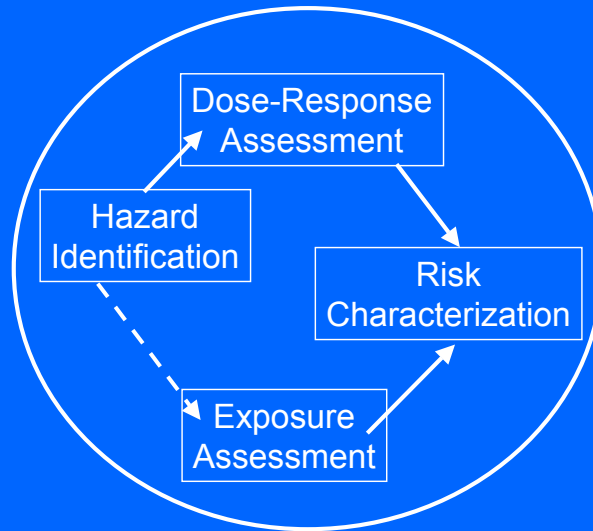 Dose-Response
Assessment
Hazard
Identification
Risk
Characterization
Exposure
Assessment